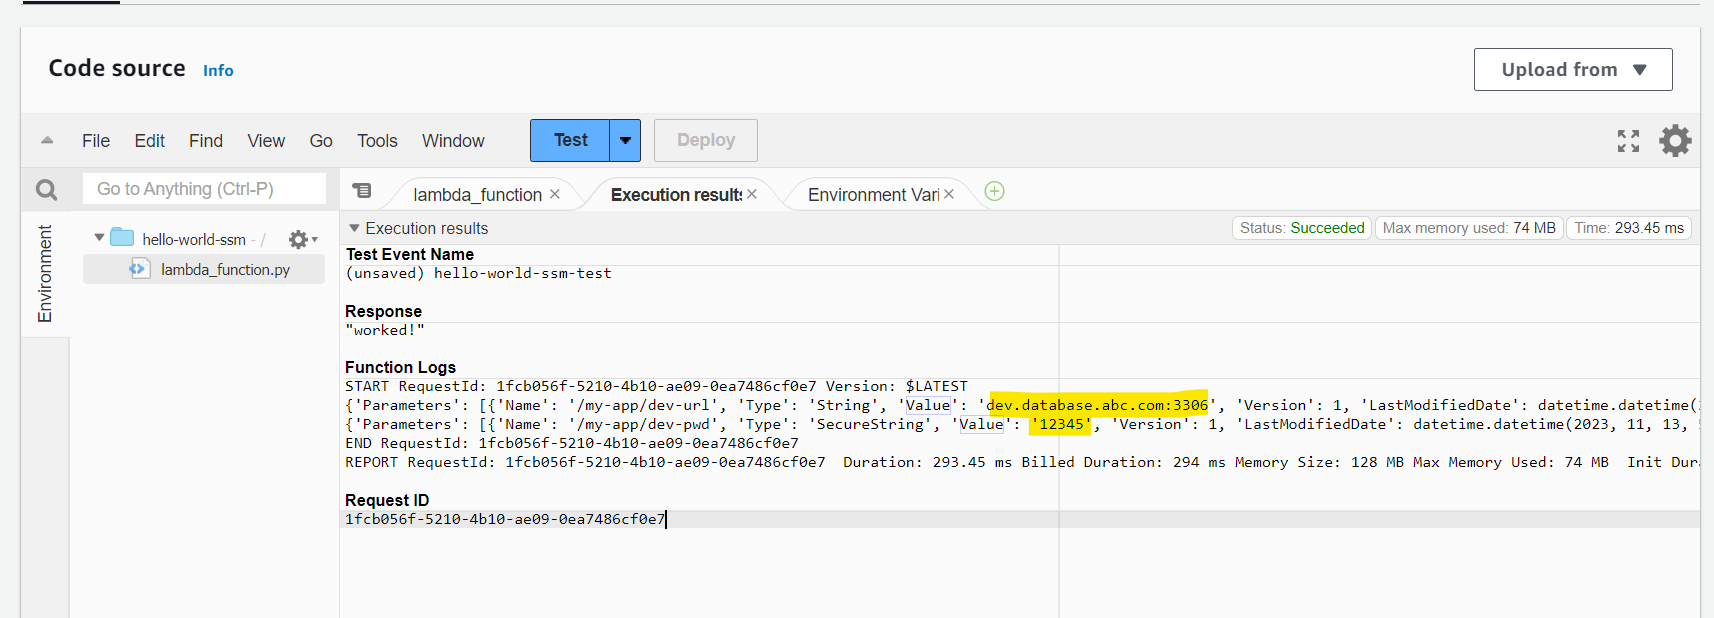 Code source Info
Upload from
File Edit Find View Go Tools Window Test Deploy
Go to Anything (Ctrl-P)
lambda_function
Execution results
Environment Vari
Environment
hello-world-ssm - /
lambda_function.py
Execution results
Status: Succeeded Max memory used: 74 MB Time: 293.45 ms
Test Event Name
(unsaved) hello-world-ssm-test
Response
"worked!"
Function Logs
START RequestId: 1fcb056f-5210-4b10-ae09-0ea7486cf0e7 Version: $LATEST
{'Parameters': [{'Name': '/my-app/dev-url', 'Type': 'String', 'Value': 'dev.database.abc.com:3306', 'Version': 1, 'LastModifiedDate': datetime.datetime(
{'Parameters': [{'Name': '/my-app/dev-pwd', 'Type': 'SecureString', 'Value': '12345', 'Version': 1, 'LastModifiedDate': datetime.datetime(2023, 11, 13,
END RequestId: 1fcb056f-5210-4b10-ae09-0ea7486cf0e7
REPORT RequestId: 1fcb056f-5210-4b10-ae09-0ea7486cf0e7 Duration: 293.45 ms Billed Duration: 294 ms Memory Size: 128 MB Max Memory Used: 74 MB Init Dur
Request ID
1fcb056f-5210-4b10-ae09-0ea7486cf0e7